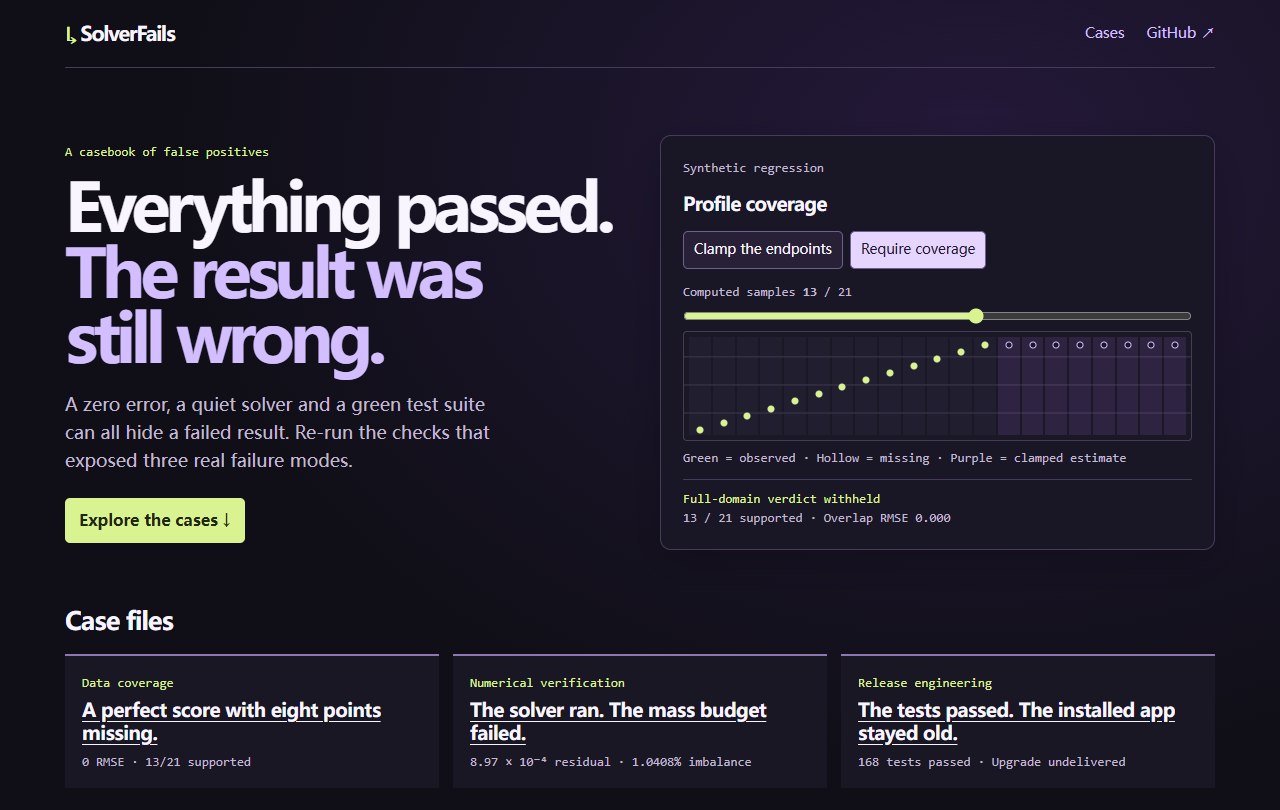 SolverFails
Cases
GitHub ↗
A casebook of false positives
Everything passed.
The result was
still wrong.
A zero error, a quiet solver and a green test suite
can all hide a failed result. Re-run the checks that
exposed three real failure modes.
Explore the cases ↓
Synthetic regression
Profile coverage
Clamp the endpoints
Require coverage
Computed samples 13 / 21
Green = observed · Hollow = missing · Purple = clamped estimate
Full-domain verdict withheld
13 / 21 supported · Overlap RMSE 0.000
Case files
Data coverage
A perfect score with eight points
missing.
0 RMSE · 13/21 supported
Numerical verification
The solver ran. The mass budget
failed.
8.97 × 10⁻⁴ residual · 1.0408% imbalance
Release engineering
The tests passed. The installed app
stayed old.
168 tests passed · Upgrade undelivered